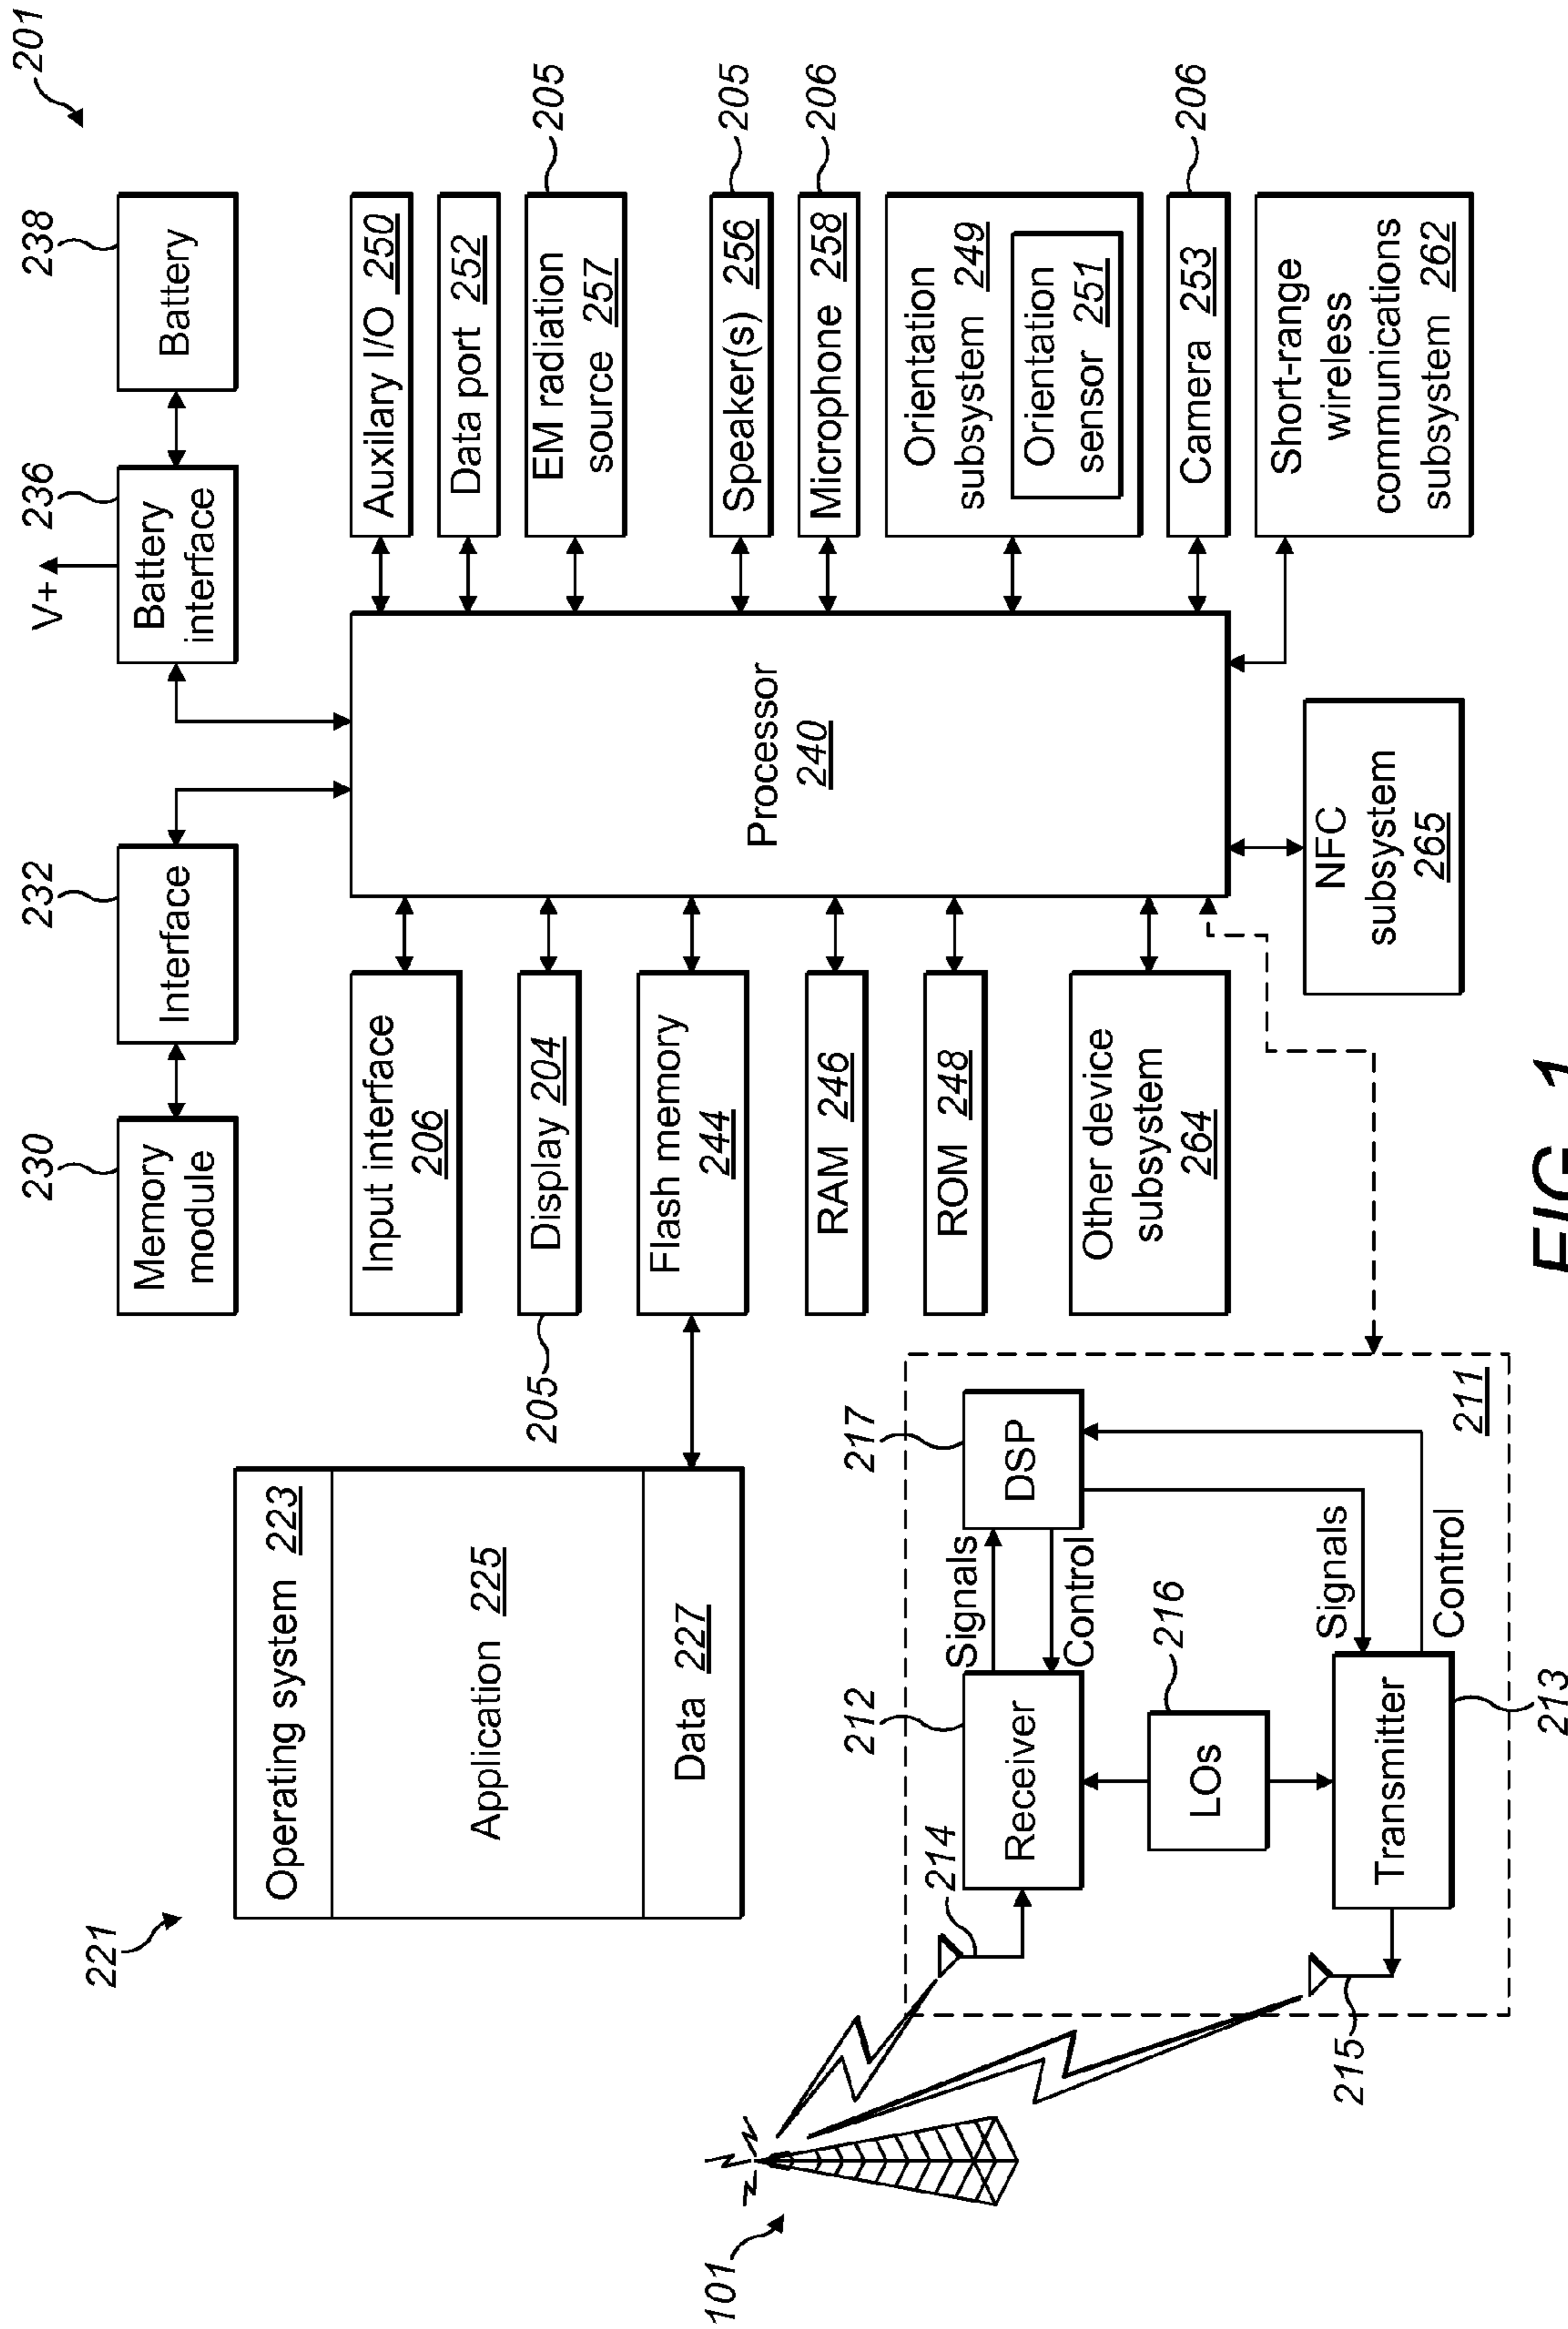 201
230
232
236
238
V+
Memory
module
Interface
Battery
interface
Battery
221
Operating system 223
Application 225
Data 227
Input interface
206
Display 204
205
Flash memory
244
RAM 246
ROM 248
Other device
subsystem
264
Processor
240
Auxilary I/O 250
Data port 252
EM radiation
source 257
205
Speaker(s) 256
205
Microphone 258
206
Orientation
subsystem 249
Orientation
sensor 251
Camera 253
206
Short-range
wireless
communications
subsystem 262
NFC
subsystem
265
101
214
212
217
Receiver
Signals
Control
DSP
216
LOs
215
Transmitter
Signals
Control
213
211
FIG. 1